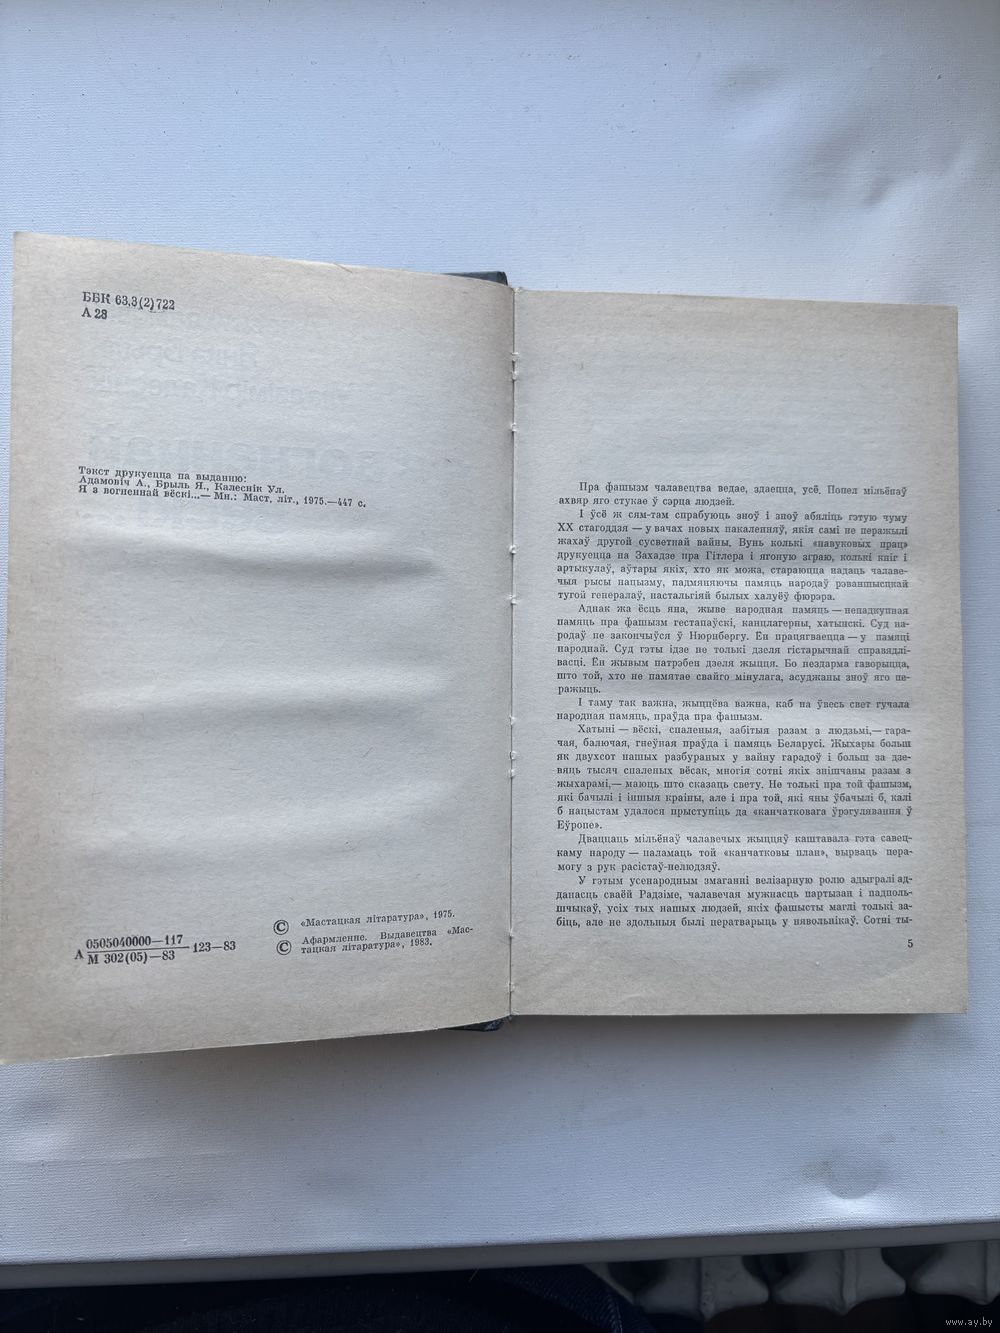 ББК 63.3(2)722
А 28
Тэкст друкуецца па выданню:
Адамовіч А., Брыль Я., Калеснік Ул.
Я з вогненнай вёскі...— Мн.: Маст. літ., 1975.—447 с.
© «Мастацкая літаратура», 1975.
© Афармленне. Выдавецтва «Мас-
тацкая літаратура», 1983.
А 0505040000—117 123—83
М 302(05)—83
Пра фашызм чалавецтва ведае, здаецца, усё. Попел мільёнаў
ахвяр яго стукае ў сэрца людзей.
І ўсё ж сям-там спрабуюць зноў і зноў абяліць гэтую чуму
XX стагоддзя — у вачах новых пакаленняў, якія самі не перажылі
жахаў другой сусветнай вайны. Вунь колькі «навуковых прац»
друкуецца на Захадзе пра Гітлера і ягоную зграю, колькі кніг і
артыкулаў, аўтары якіх, хто як можа, стараюцца надаць чалаве-
чыя рысы нацызму, падмяняючы памяць народаў рэваншысцкай
тугой генералаў, настальгіяй былых халуёў фюрэра.
Аднак жа ёсць яна, жыве народная памяць — непадкупная
памяць пра фашызм гестапаўскі, канцлагерны, хатынскі. Суд на-
родаў не закончыўся ў Нюрнбергу. Ён працягваецца — у памяці
народнай. Суд гэты ідзе не толькі дзеля гістарычнай справядлі-
васці. Ён жывым патрэбен дзеля жыцця. Бо нездарма гаворыцца,
што той, хто не памятае свайго мінулага, асуджаны зноў яго пе-
ражыць.
І таму так важна, жыццёва важна, каб на ўвесь свет гучала
народная памяць, праўда пра фашызм.
Хатыні — вёскі, спаленыя, забітыя разам з людзьмі,— гара-
чая, балючая, гнеўная праўда і памяць Беларусі. Жыхары больш
як двухсот нашых разбураных у вайну гарадоў і больш за дзе-
вяць тысяч спаленых вёсак, многія сотні якіх знішчаны разам з
жыхарамі,— маюць што сказаць свету. Не толькі пра той фашызм,
які бачылі і іншыя краіны, але і пра той, які яны ўбачылі б, калі
б нацыстам удалося прыступіць да «канчатковага ўрэгулявання ў
Еўропе».
Дваццаць мільёнаў чалавечых жыццяў каштавала гэта савец-
каму народу — паламаць той «канчатковы план», вырваць пера-
могу з рук расістаў-нелюдзяў.
У гэтым усенародным змаганні велізарную ролю адыгралі ад-
данасць сваёй Радзіме, чалавечая мужнасць партызан і падполь-
шчыкаў, усіх тых нашых людзей, якіх фашысты маглі толькі за-
біць, але не здольныя былі ператварыць у нявольнікаў. Сотні ты-
5
www.ay.by